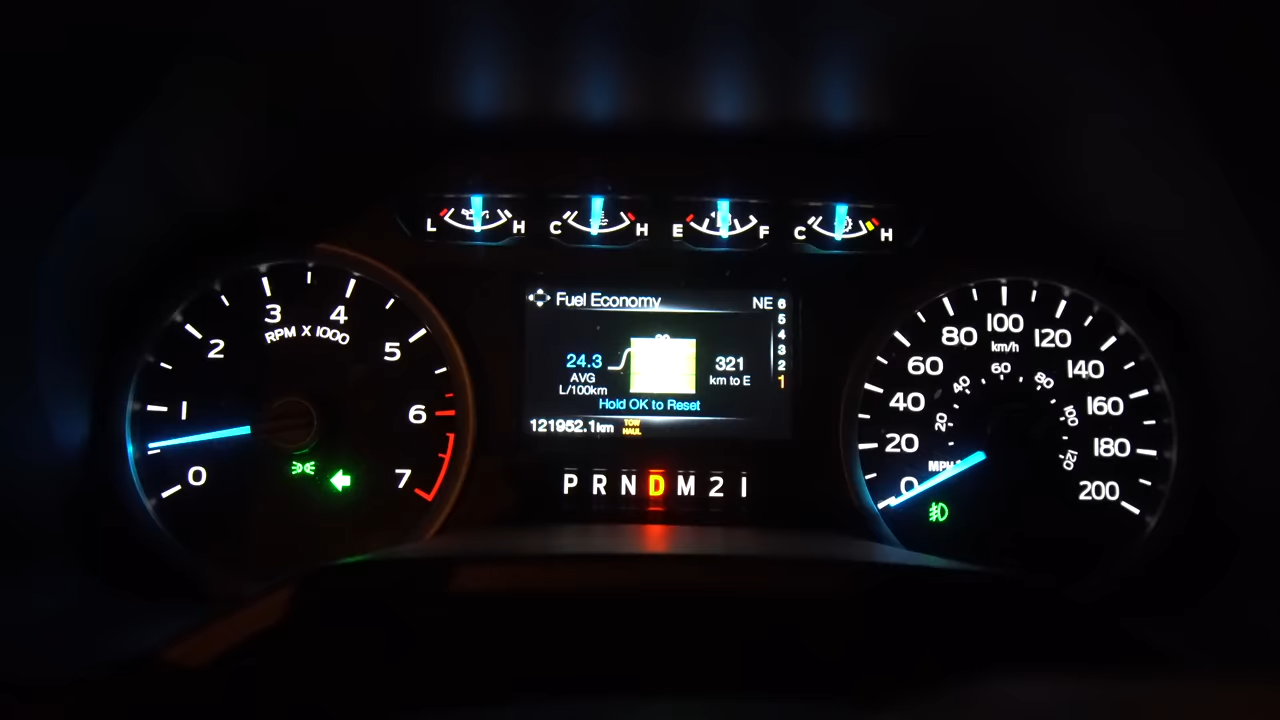 L H C H E F C H
3 4
RPM X 1000
2 5
1 6
0 7
Fuel Economy NE 6
5
4
3
2
1
24.3
AVG
L/100km
321
km to E
Hold OK to Reset
121952.1km TOW
HAUL
P R N D M 2 1
100
80 120
km/h
60 140
40 160
20 180
0 200
60
40 80
20 100
120
MPH